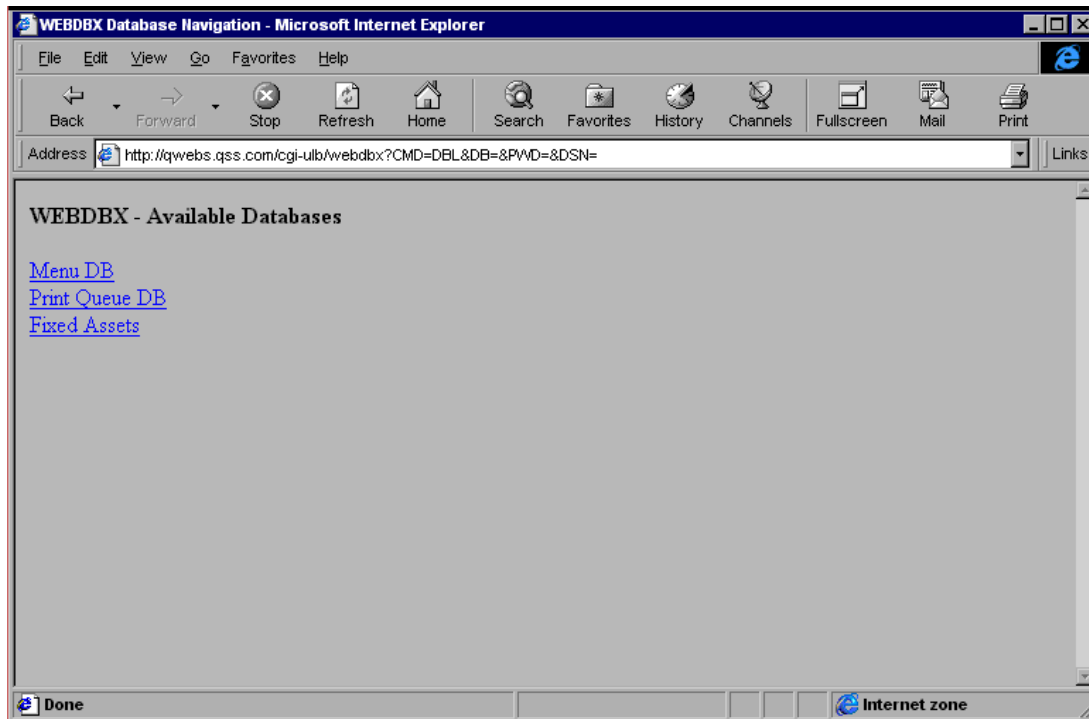 WEBDBX Database Navigation - Microsoft Internet Explorer
File Edit View Go Favorites Help
Back Forward Stop Refresh Home Search Favorites History Channels Fullscreen Mail Print
Address http://qwebs.qss.com/cgi-ulb/webdbx?CMD=DBL&DB=&PWD=&DSN= Links
WEBDBX - Available Databases
Menu DB
Print Queue DB
Fixed Assets
Done Internet zone